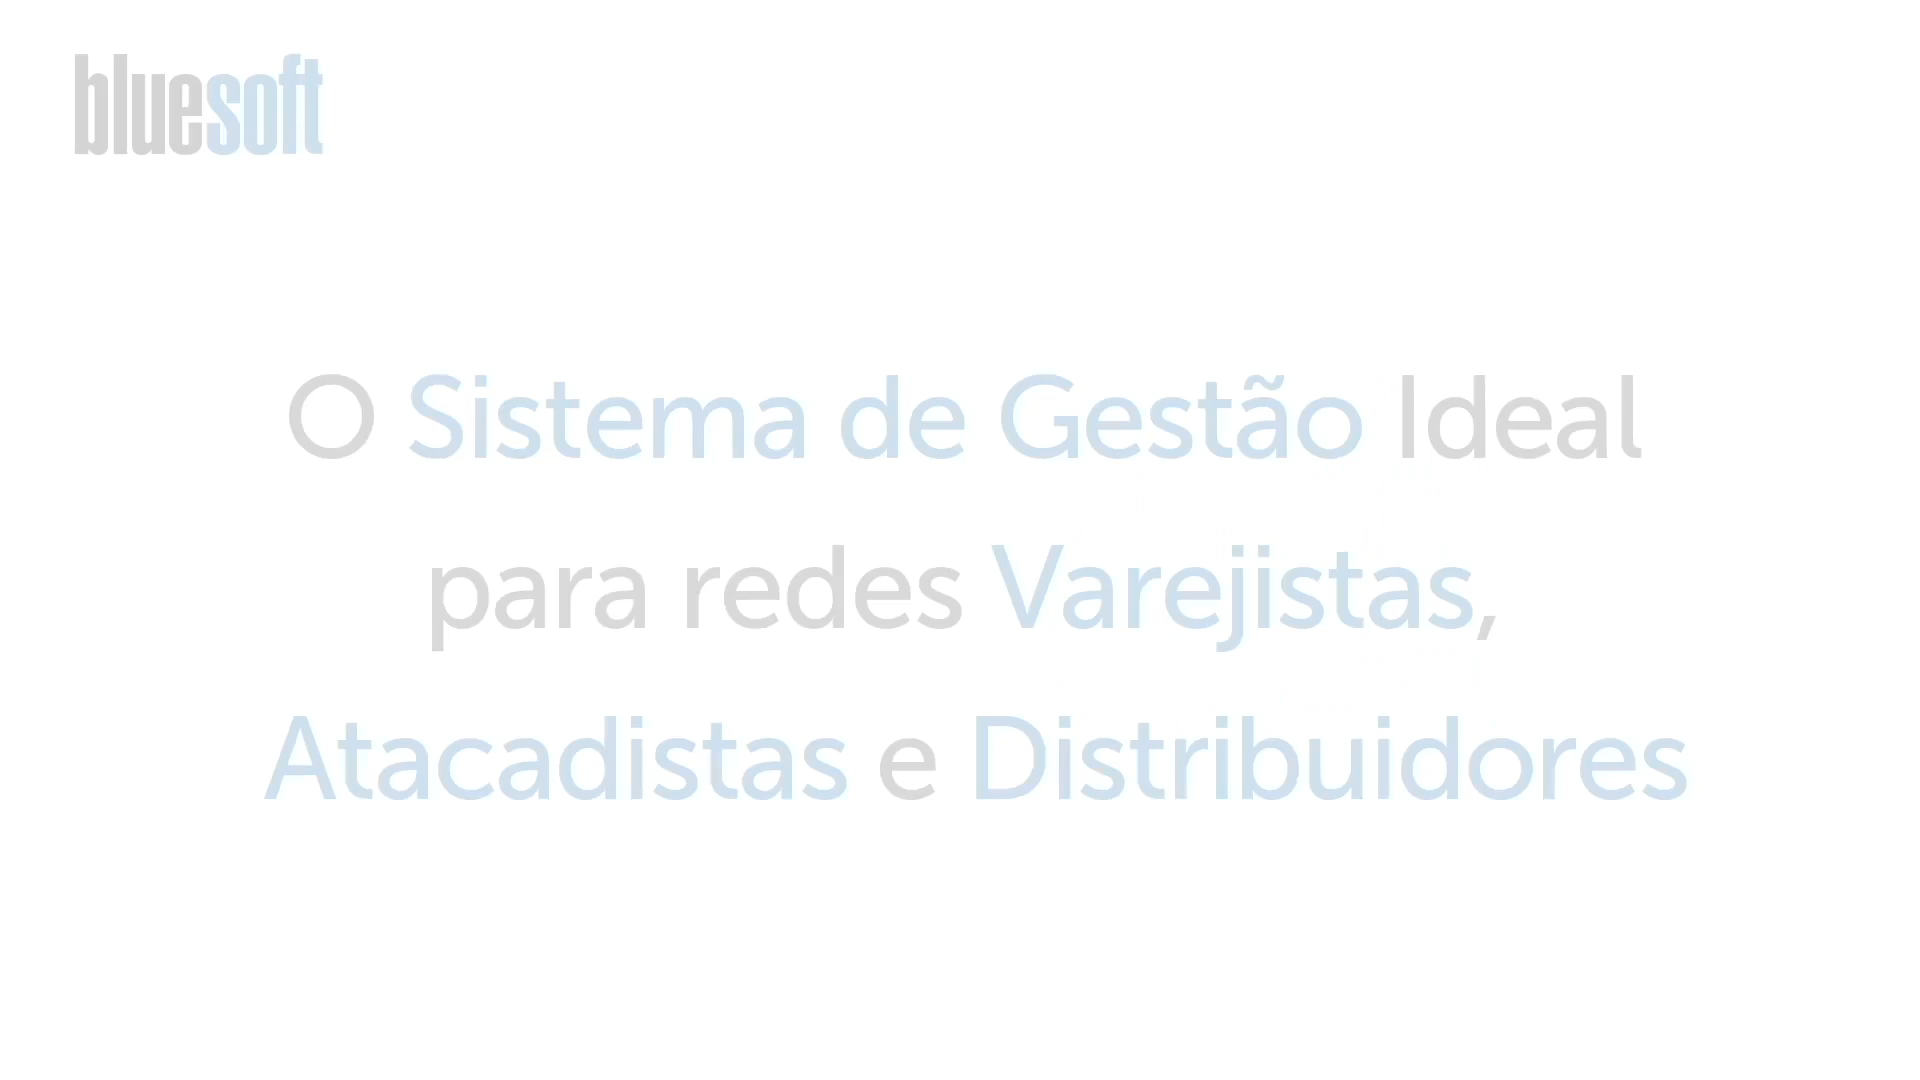 bluesoft
O Sistema de Gestão Ideal
para redes Varejistas,
Atacadistas e Distribuidores